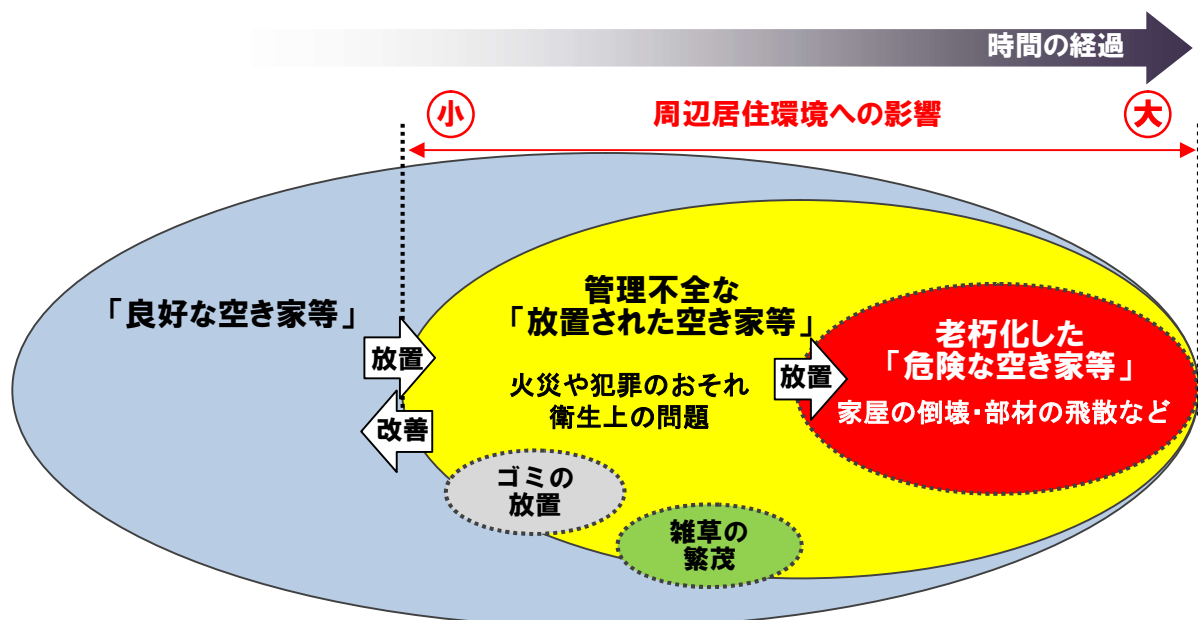 時間の経過
小
周辺居住環境への影響
大
「良好な空き家等」
放置
改善
管理不全な
「放置された空き家等」
火災や犯罪のおそれ
衛生上の問題
放置
老朽化した
「危険な空き家等」
家屋の倒壊・部材の飛散など
ゴミの
放置
雑草の
繁茂